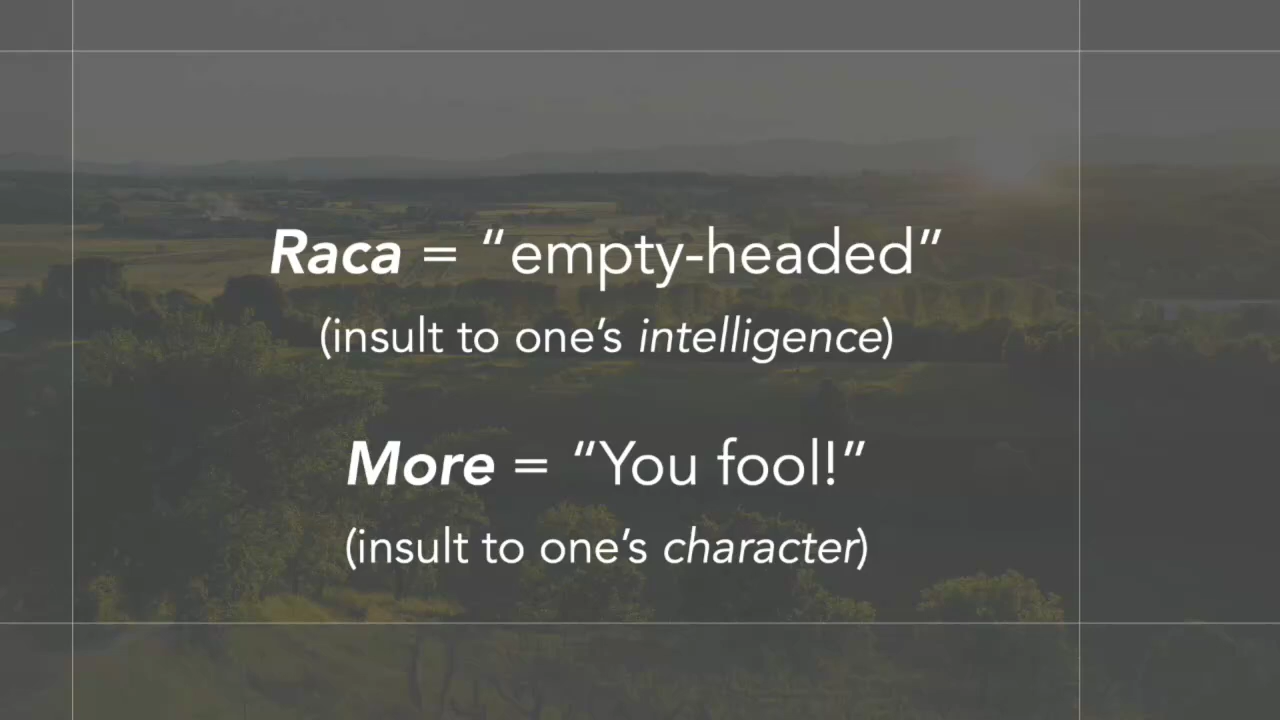 Raca = “empty-headed”
(insult to one’s intelligence)
More = “You fool!”
(insult to one’s character)